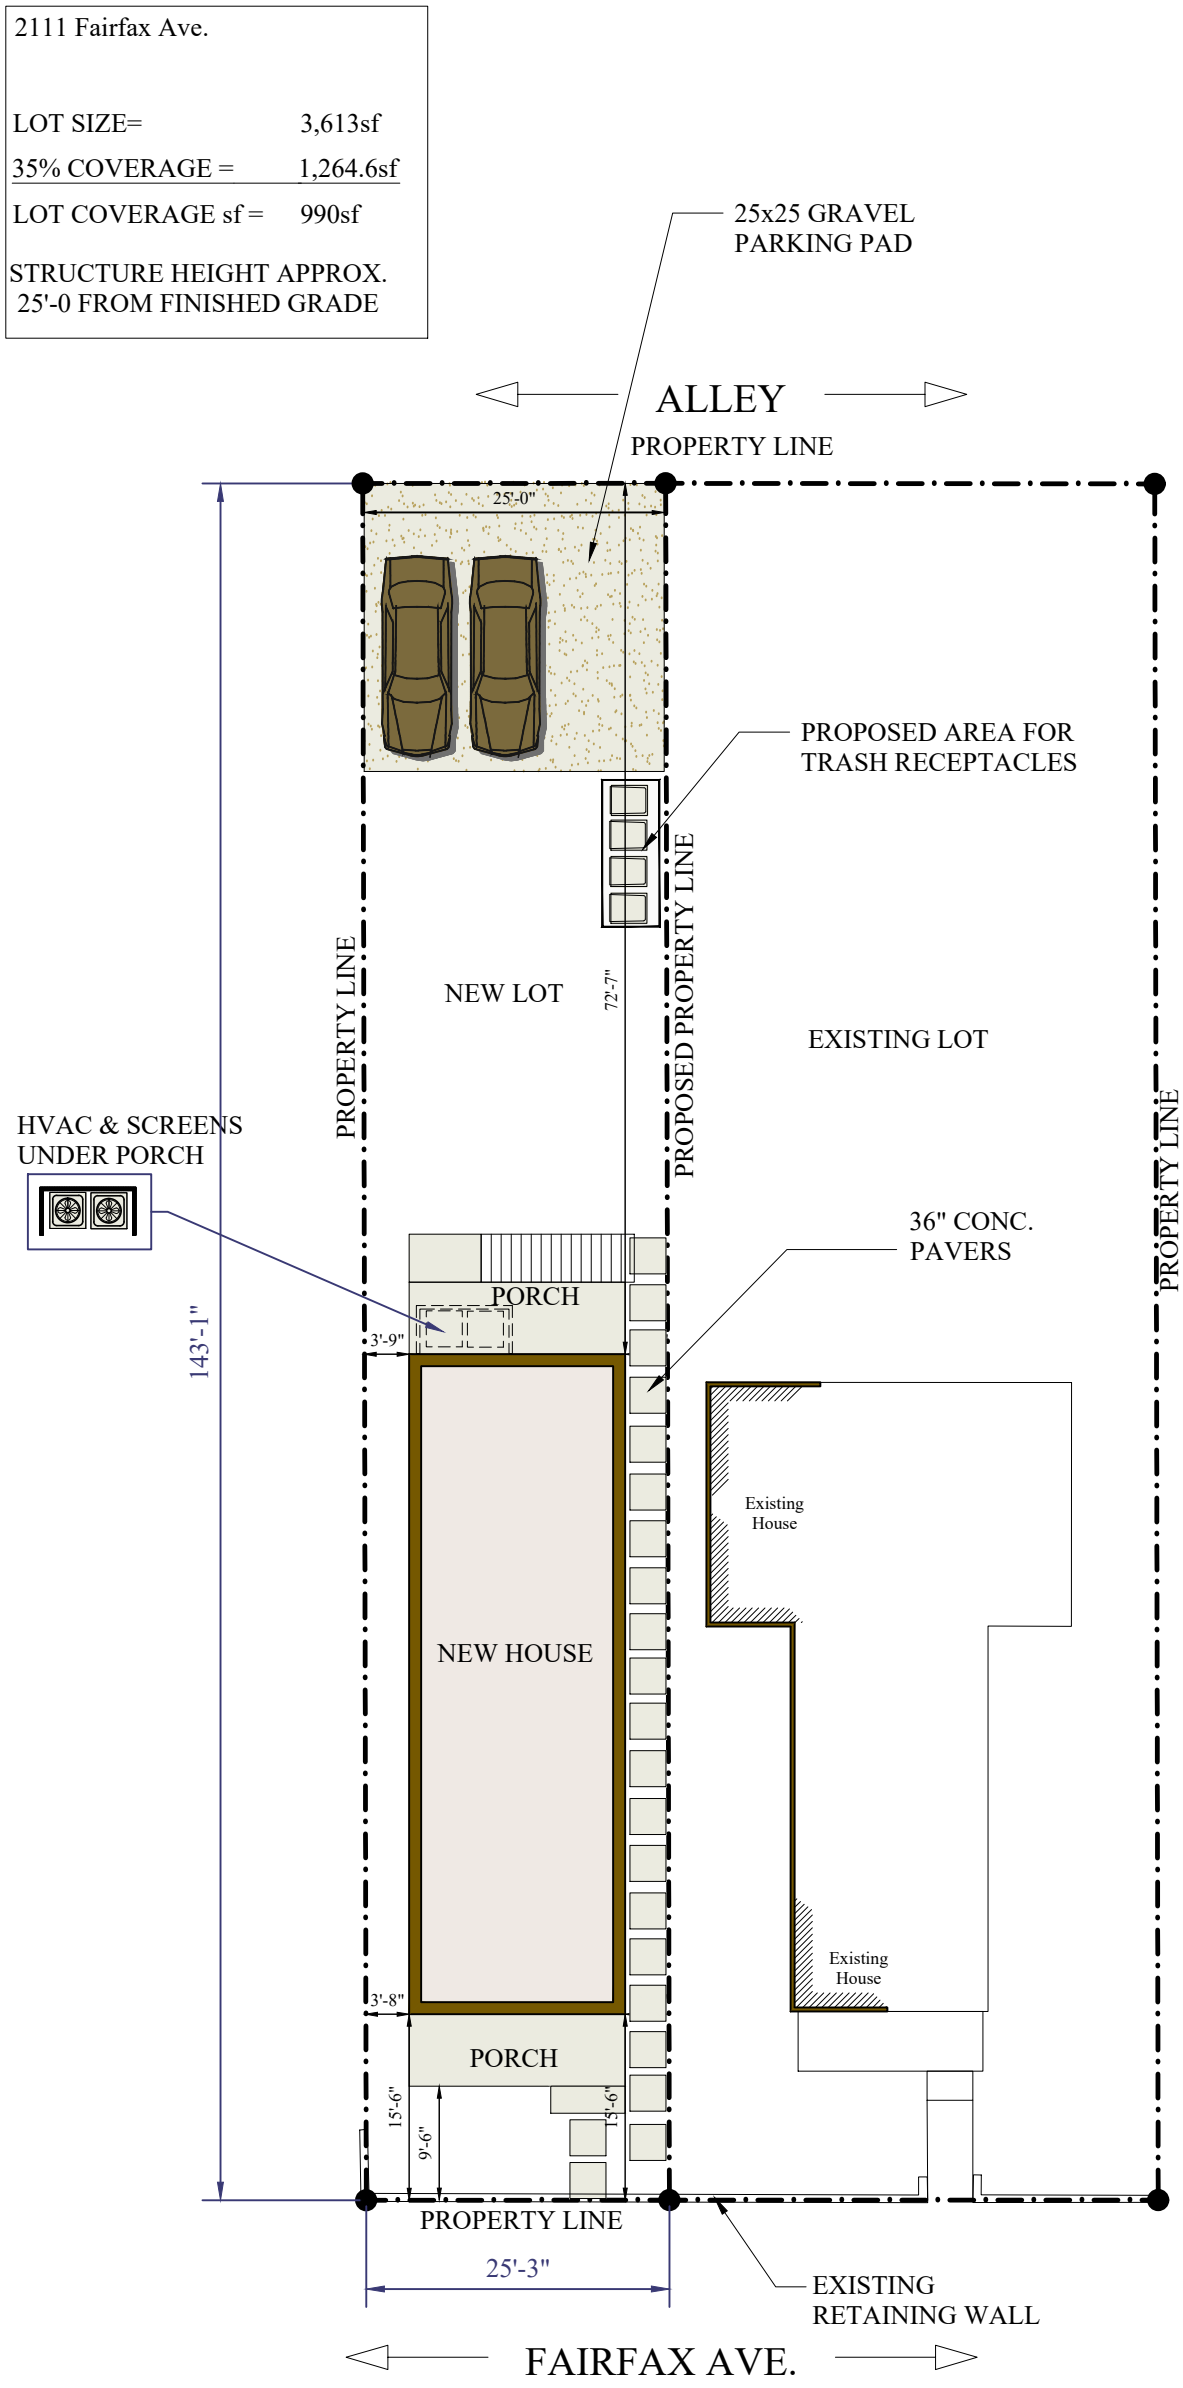 2111 Fairfax Ave.
LOT SIZE= 3,613sf
35% COVERAGE = 1,264.6sf
LOT COVERAGE sf = 990sf
STRUCTURE HEIGHT APPROX.
25'-0 FROM FINISHED GRADE
25x25 GRAVEL
PARKING PAD
ALLEY
PROPERTY LINE
25'-0"
PROPOSED AREA FOR
TRASH RECEPTACLES
PROPERTY LINE
NEW LOT
72'-7"
PROPOSED PROPERTY LINE
EXISTING LOT
PROPERTY LINE
HVAC & SCREENS
UNDER PORCH
36" CONC.
PAVERS
143'-1"
PORCH
3'-9"
Existing
House
NEW HOUSE
Existing
House
3'-8"
PORCH
15'-6"
9'-6"
15'-6"
PROPERTY LINE
25'-3"
EXISTING
RETAINING WALL
FAIRFAX AVE.